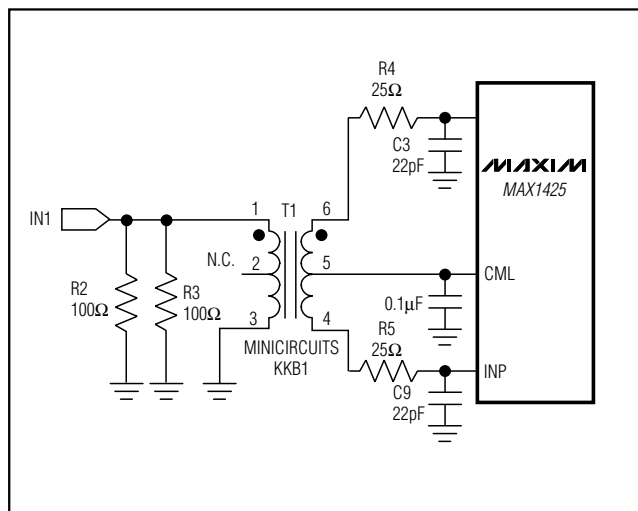 R4
25Ω
C3
22pF
MAXIM
MAX1425
IN1
1
T1
6
N.C.
2
5
CML
R2
100Ω
R3
100Ω
0.1µF
3
4
MINICIRCUITS
KKB1
R5
25Ω
INP
C9
22pF